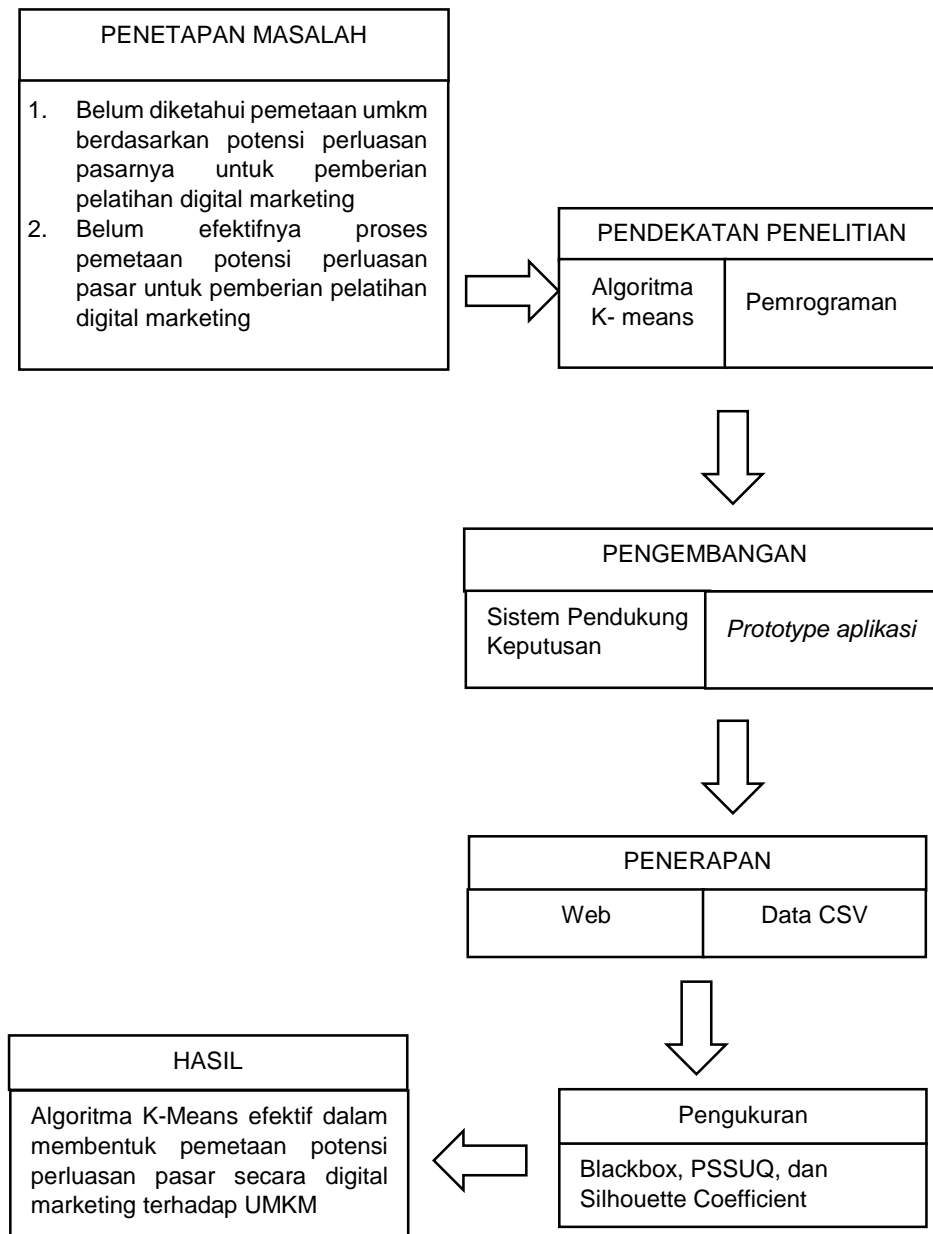 PENETAPAN MASALAH
1. Belum diketahui pemetaan umkm
berdasarkan potensi perluasan
pasarnya untuk pemberian
pelatihan digital marketing
2. Belum efektifnya proses
pemetaan potensi perluasan
pasar untuk pemberian pelatihan
digital marketing
PENDEKATAN PENELITIAN
Algoritma
K- means
Pemrograman
PENGEMBANGAN
Sistem Pendukung
Keputusan
Prototype aplikasi
PENERAPAN
Web
Data CSV
Pengukuran
Blackbox, PSSUQ, dan
Silhouette Coefficient
HASIL
Algoritma K-Means efektif dalam
membentuk pemetaan potensi
perluasan pasar secara digital
marketing terhadap UMKM